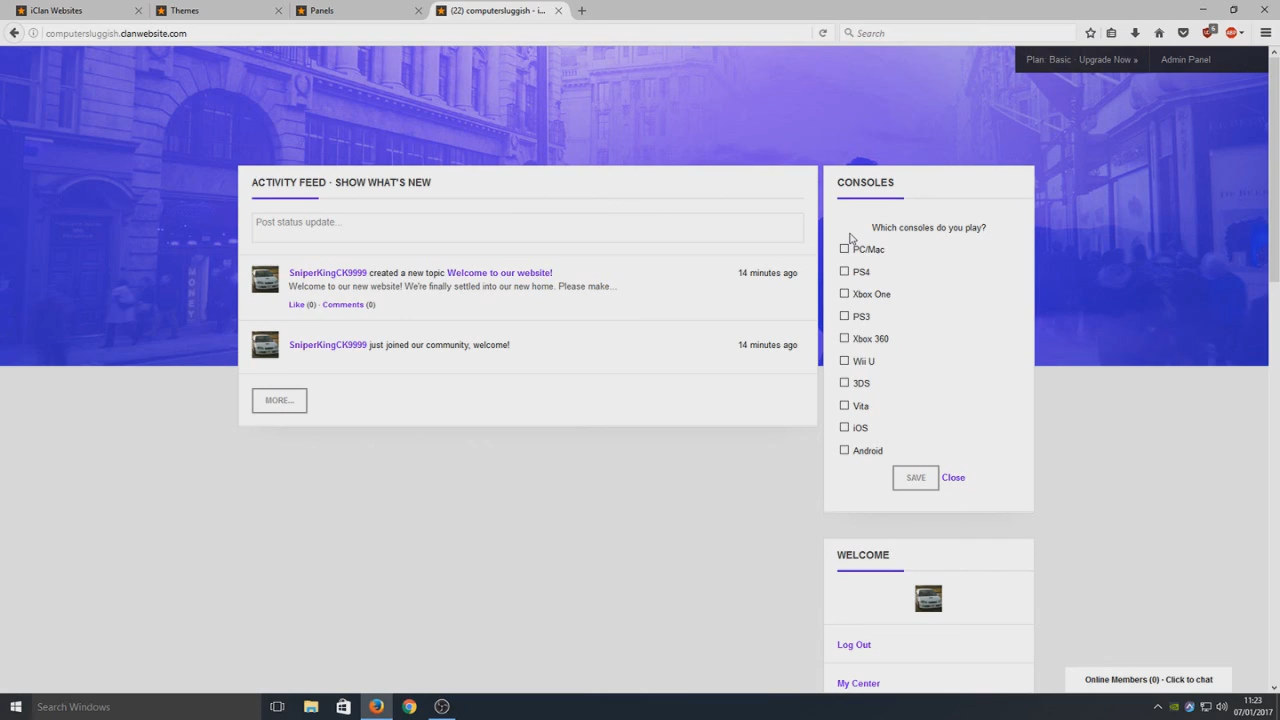 iClan Websites
Themes
Panels
(22) computersluggish - i...
computersluggish.clanwebsite.com
Search
Plan: Basic · Upgrade Now »
Admin Panel
ACTIVITY FEED · SHOW WHAT'S NEW
Post status update...
SniperKingCK9999 created a new topic Welcome to our website!
14 minutes ago
Welcome to our new website! We're finally settled into our new home. Please make...
Like (0) · Comments (0)
SniperKingCK9999 just joined our community, welcome!
14 minutes ago
MORE...
CONSOLES
Which consoles do you play?
PC/Mac
PS4
Xbox One
PS3
Xbox 360
Wii U
3DS
Vita
iOS
Android
SAVE Close
WELCOME
Log Out
My Center
Online Members (0) · Click to chat
Search Windows
11:23
07/01/2017